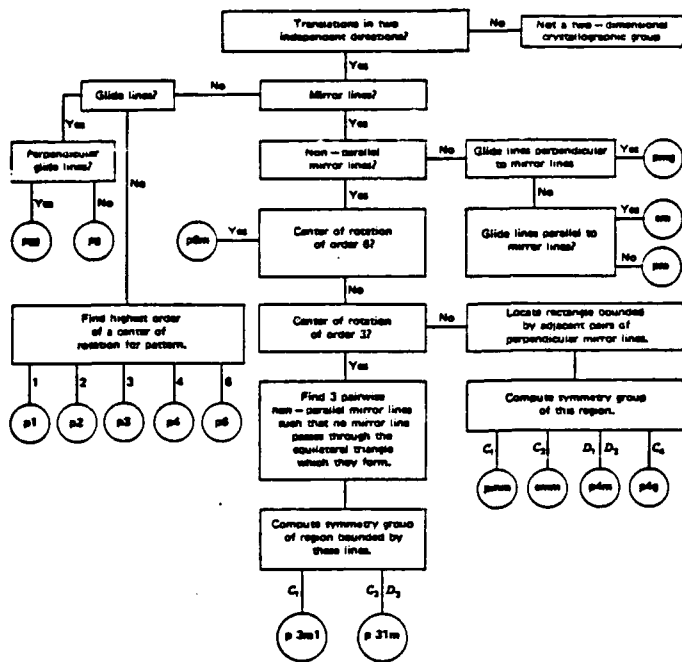 Translations in two
independent directions?
No
Not a two – dimensional
crystallographic group
Yes
Glide lines?
No
Mirror lines?
Yes
Yes
Perpendicular
glide lines?
No
Non – parallel
mirror lines?
No
Glide lines perpendicular
to mirror lines
Yes
pmg
Yes
No
Yes
No
pgg
pg
p6m
Yes
Center of rotation
of order 6?
Glide lines parallel to
mirror lines?
Yes
cm
No
pm
No
Find highest order
of a center of
rotation for pattern.
Center of rotation
of order 3?
No
Locate rectangle bounded
by adjacent pairs of
perpendicular mirror lines.
1
2
3
4
6
Yes
p1
p2
p3
p4
p6
Find 3 pairwise
non – parallel mirror lines
such that no mirror line
passes through the
equilateral triangle
which they form.
Compute symmetry group
of this region.
C₁
C₂
D₁
D₂
C₄
pmm
cmm
p4m
p4g
Compute symmetry group
of region bounded by
these lines.
C₁
C₃
D₃
p 3m1
p 31m